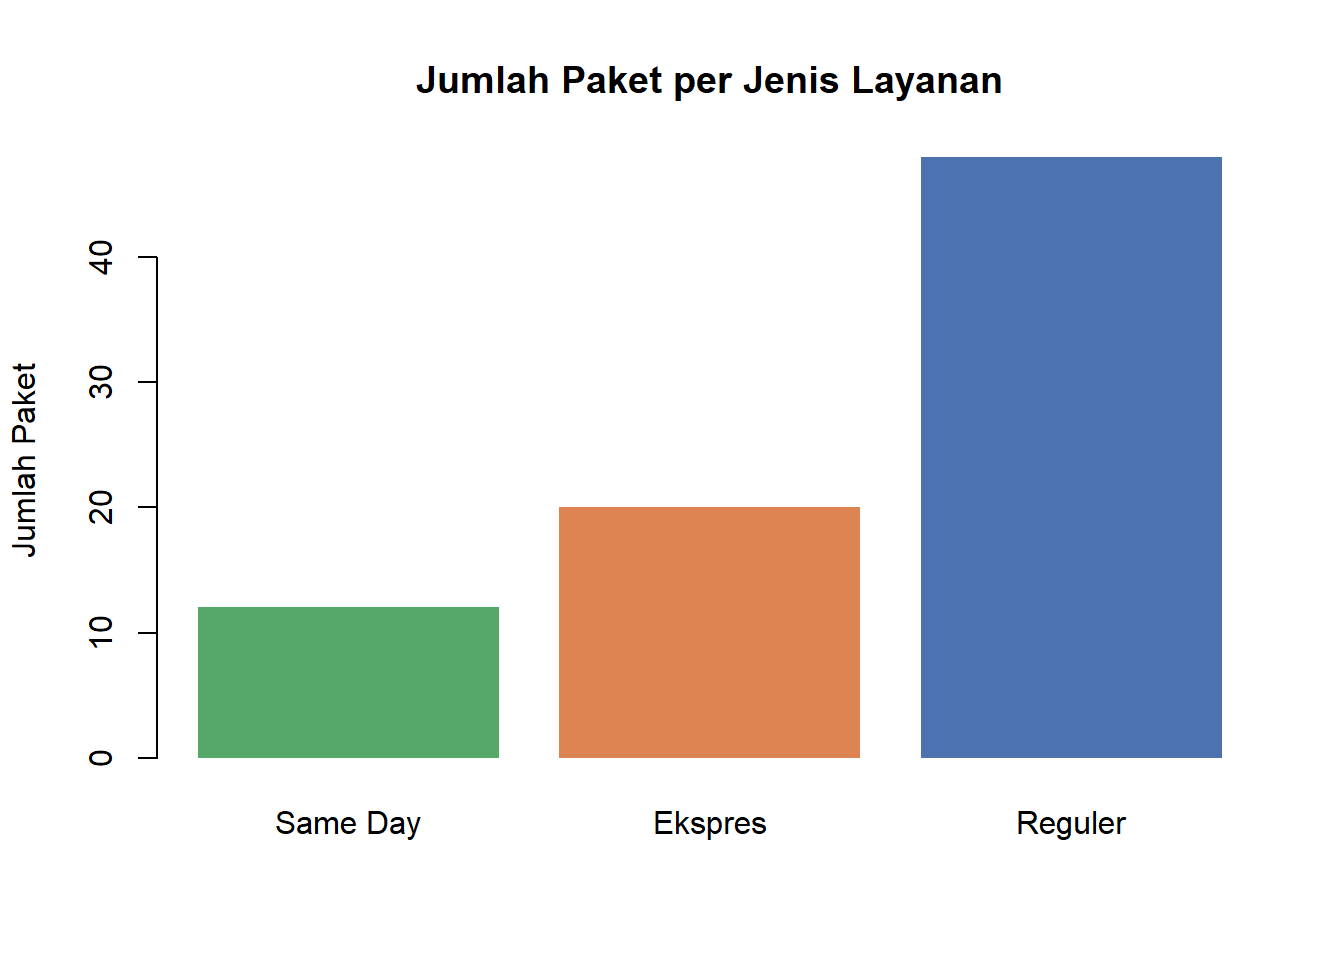 Jumlah Paket per Jenis Layanan
Jumlah Paket
40
30
20
10
0
Same Day
Ekspres
Reguler